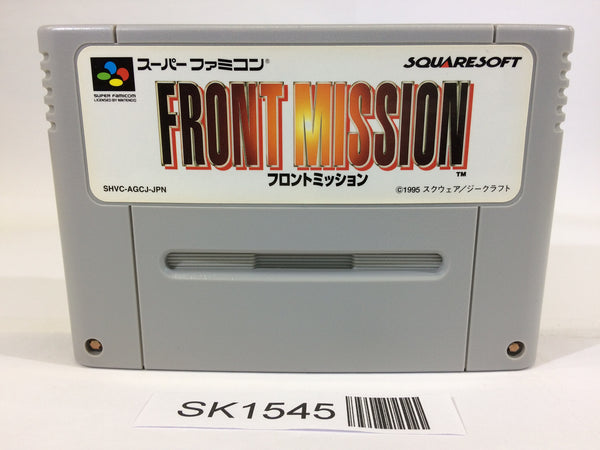 スーパーファミコン®
SUPER FAMICOM
LICENSED BY NINTENDO
SQUARESOFT
FRONT MISSION™
フロントミッション
SHVC-AGCJ-JPN
©1995 スクウェア/ジークラフト
SK1545